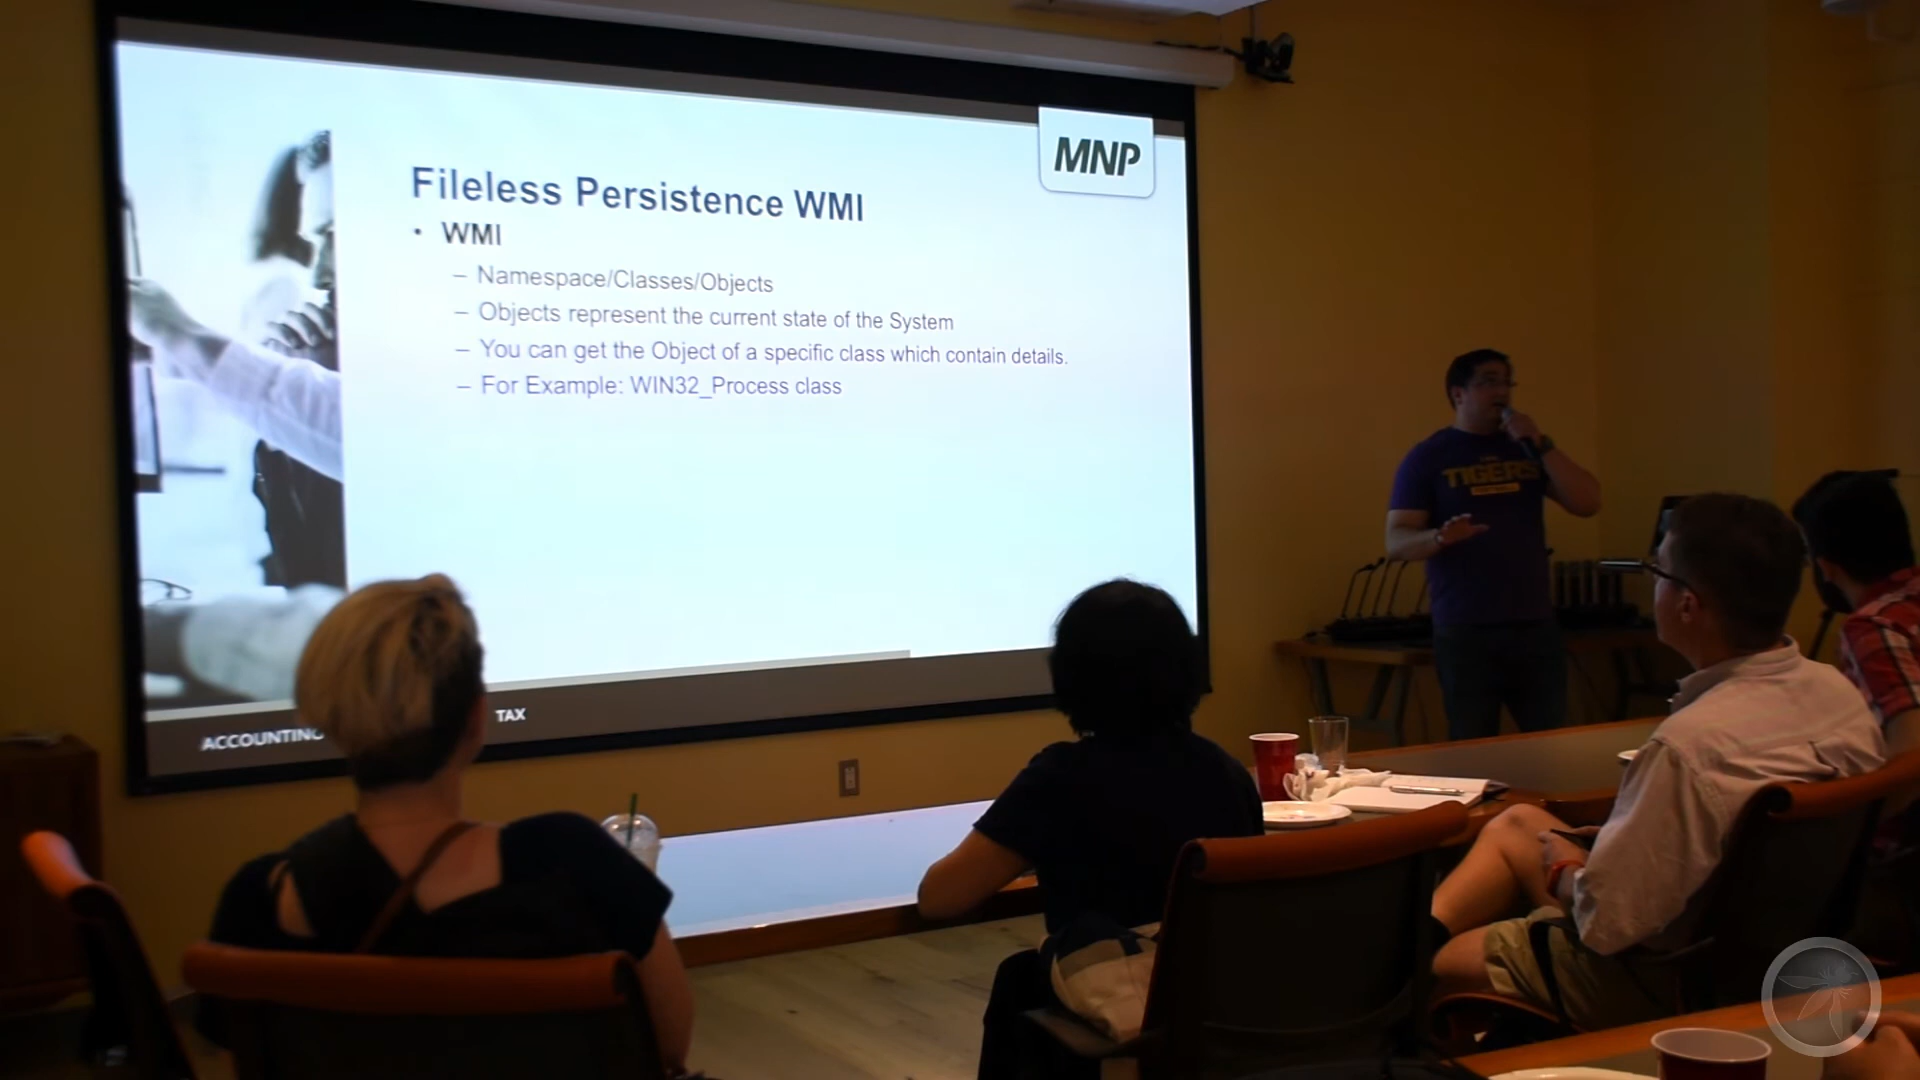 MNP
Fileless Persistence WMI
• WMI
– Namespace/Classes/Objects
– Objects represent the current state of the System
– You can get the Object of a specific class which contain details.
– For Example: WIN32_Process class
TIGERS
ACCOUNTING
TAX